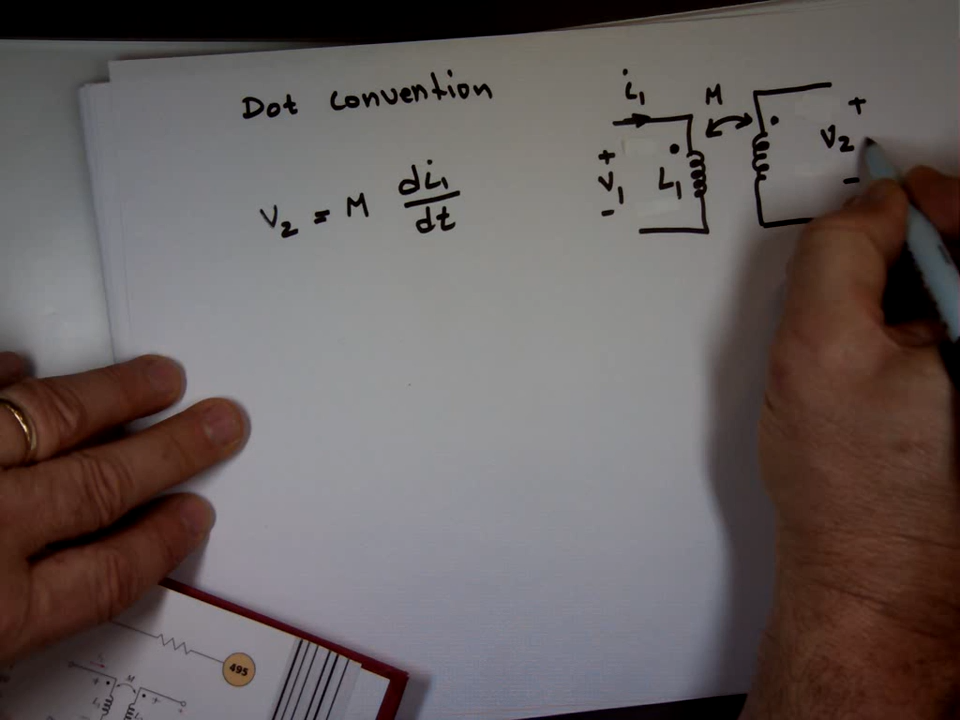 Dot convention
V₂ = M di₁/dt
i₁
M
+
+
V₁
L₁
V₂
-
-
495
M